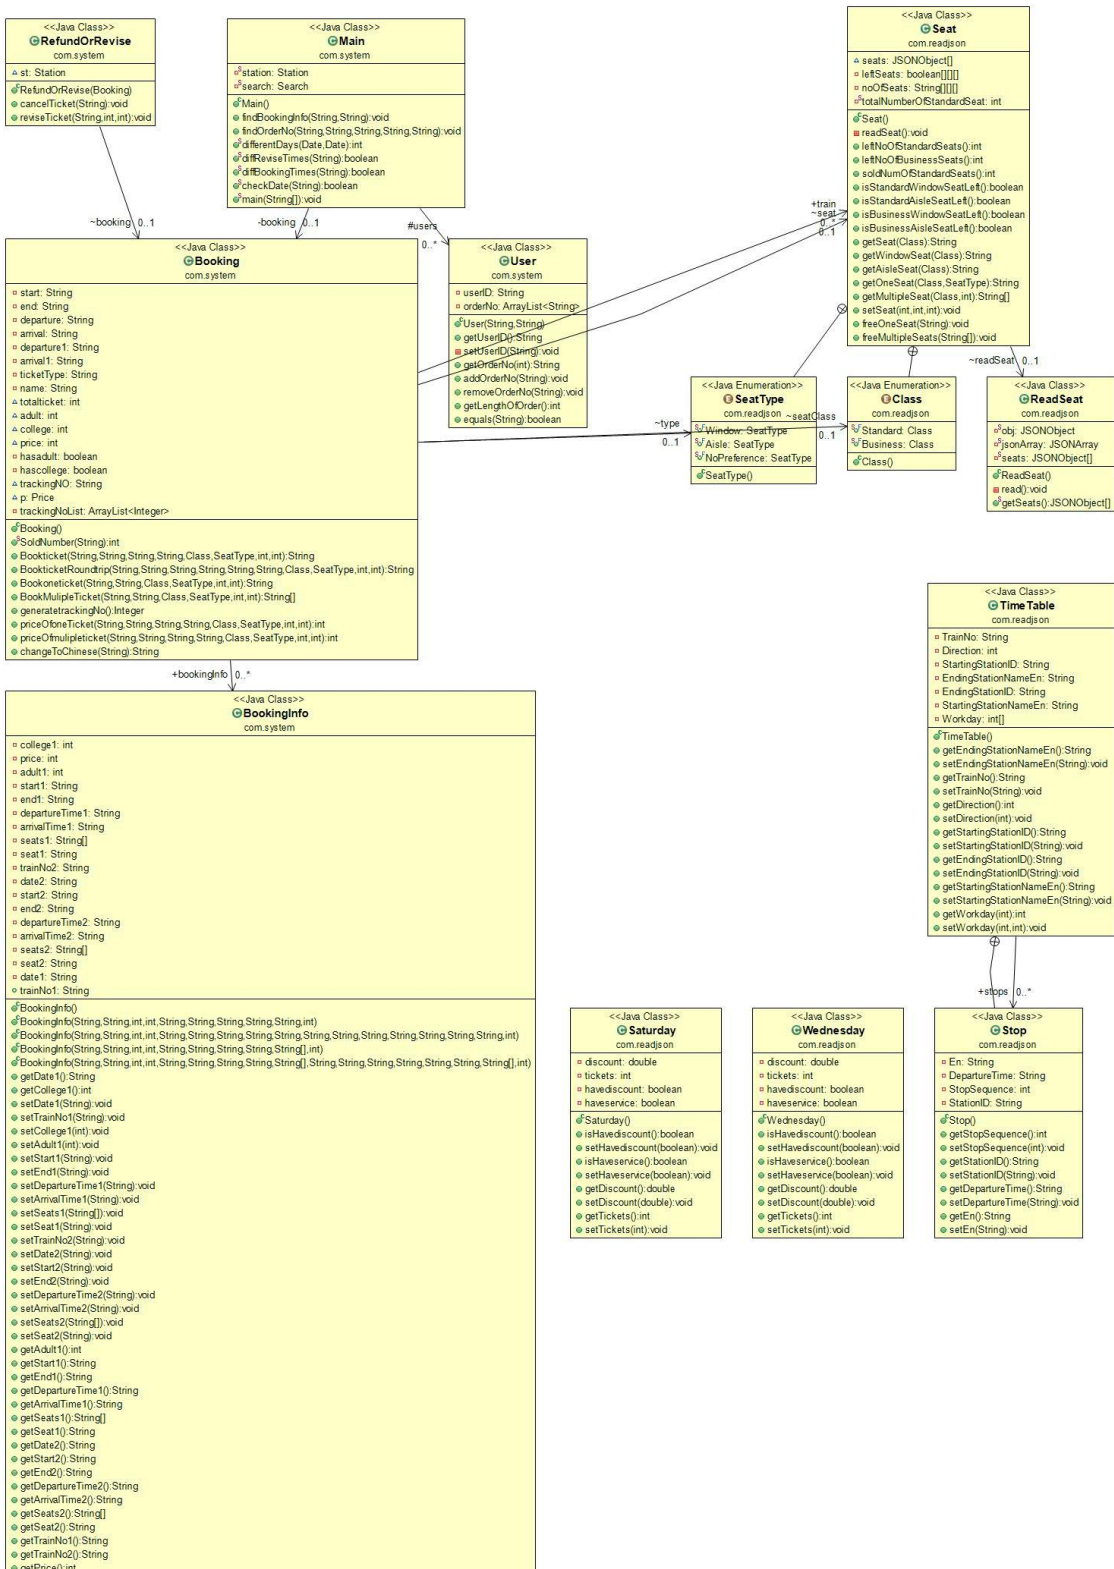 <<Java Class>>
RefundOrRevise
com.system
st: Station
RefundOrRevise(Booking)
cancelTicket(String):void
reviseTicket(String,int,int):void
<<Java Class>>
Main
com.system
station: Station
search: Search
Main()
findBookingInfo(String,String):void
findOrderNo(String,String,String,String,String):void
differentDays(Date,Date):int
diffReviseTimes(String):boolean
diffBookingTimes(String):boolean
checkDate(String):boolean
main(String[]):void
<<Java Class>>
Seat
com.readjson
seats: JSONObject[]
leftSeats: boolean[][][]
noOfSeats: String[][][]
totalNumberOfStandardSeat: int
Seat()
readSeat():void
leftNoOfStandardSeats():int
leftNoOfBusinessSeats():int
soldNumOfStandardSeats():int
isStandardWindowSeatLeft():boolean
isStandardAisleSeatLeft():boolean
isBusinessWindowSeatLeft():boolean
isBusinessAisleSeatLeft():boolean
getSeat(Class):String
getWindowSeat(Class):String
getAisleSeat(Class):String
getOneSeat(Class,SeatType):String
getMultipleSeat(Class,int):String[]
setSeat(int,int,int):void
freeOneSeat(String):void
freeMultipleSeats(String[]):void
~booking 0..1
-booking 0..1
#users
0..*
+train
~seat
0..*
0..1
<<Java Class>>
Booking
com.system
start: String
end: String
departure: String
arrival: String
departure1: String
arrival1: String
ticketType: String
name: String
totalticket: int
adult: int
college: int
price: int
hasadult: boolean
hascollege: boolean
trackingNO: String
p: Price
trackingNoList: ArrayList<Integer>
Booking()
SoldNumber(String):int
Bookticket(String,String,String,String,Class,SeatType,int,int):String
BookticketRoundtrip(String,String,String,String,String,String,Class,SeatType,int,int):String
Bookoneticket(String,String,Class,SeatType,int,int):String
BookMulipleTicket(String,String,Class,SeatType,int,int):String[]
generatetrackingNo():Integer
priceOfoneTicket(String,String,String,String,Class,SeatType,int,int):int
priceOfmulipleticket(String,String,String,String,Class,SeatType,int,int):int
changeToChinese(String):String
<<Java Class>>
User
com.system
userID: String
orderNo: ArrayList<String>
User(String,String)
getUserID():String
setUserID(String):void
getOrderNo(int):String
addOrderNo(String):void
removeOrderNo(String):void
getLengthOfOrder():int
equals(String):boolean
~type
0..1
~seatClass
0..1
~readSeat 0..1
<<Java Enumeration>>
SeatType
com.readjson
Window: SeatType
Aisle: SeatType
NoPreference: SeatType
SeatType()
<<Java Enumeration>>
Class
com.readjson
Standard: Class
Business: Class
Class()
<<Java Class>>
ReadSeat
com.readjson
obj: JSONObject
jsonArray: JSONArray
seats: JSONObject[]
ReadSeat()
read():void
getSeats():JSONObject[]
<<Java Class>>
TimeTable
com.readjson
TrainNo: String
Direction: int
StartingStationID: String
EndingStationNameEn: String
EndingStationID: String
StartingStationNameEn: String
Workday: int[]
TimeTable()
getEndingStationNameEn():String
setEndingStationNameEn(String):void
getTrainNo():String
setTrainNo(String):void
getDirection():int
setDirection(int):void
getStartingStationID():String
setStartingStationID(String):void
getEndingStationID():String
setEndingStationID(String):void
getStartingStationNameEn():String
setStartingStationNameEn(String):void
getWorkday(int):int
setWorkday(int,int):void
+bookingInfo 0..*
<<Java Class>>
BookingInfo
com.system
college1: int
price: int
adult1: int
start1: String
end1: String
departureTime1: String
arrivalTime1: String
seats1: String[]
seat1: String
trainNo2: String
date2: String
start2: String
end2: String
departureTime2: String
arrivalTime2: String
seats2: String[]
seat2: String
date1: String
trainNo1: String
BookingInfo()
BookingInfo(String,String,int,int,String,String,String,String,String,int)
BookingInfo(String,String,int,int,String,String,String,String,String,String,String,String,String,String,String,String,int)
BookingInfo(String,String,int,int,String,String,String,String,String[],int)
BookingInfo(String,String,int,int,String,String,String,String,String[],String,String,String,String,String,String,String[],int)
getDate1():String
getCollege1():int
setDate1(String):void
setTrainNo1(String):void
setCollege1(int):void
setAdult1(int):void
setStart1(String):void
setEnd1(String):void
setDepartureTime1(String):void
setArrivalTime1(String):void
setSeats1(String[]):void
setSeat1(String):void
setTrainNo2(String):void
setDate2(String):void
setStart2(String):void
setEnd2(String):void
setDepartureTime2(String):void
setArrivalTime2(String):void
setSeats2(String[]):void
setSeat2(String):void
getAdult1():int
getStart1():String
getEnd1():String
getDepartureTime1():String
getArrivalTime1():String
getSeats1():String[]
getSeat1():String
getDate2():String
getStart2():String
getEnd2():String
getDepartureTime2():String
getArrivalTime2():String
getSeats2():String[]
getSeat2():String
getTrainNo1():String
getTrainNo2():String
getPrice():int
+stops 0..*
<<Java Class>>
Saturday
com.readjson
discount: double
tickets: int
havediscount: boolean
haveservice: boolean
Saturday()
isHavediscount():boolean
setHavediscount(boolean):void
isHaveservice():boolean
setHaveservice(boolean):void
getDiscount():double
setDiscount(double):void
getTickets():int
setTickets(int):void
<<Java Class>>
Wednesday
com.readjson
discount: double
tickets: int
havediscount: boolean
haveservice: boolean
Wednesday()
isHavediscount():boolean
setHavediscount(boolean):void
isHaveservice():boolean
setHaveservice(boolean):void
getDiscount():double
setDiscount(double):void
getTickets():int
setTickets(int):void
<<Java Class>>
Stop
com.readjson
En: String
DepartureTime: String
StopSequence: int
StationID: String
Stop()
getStopSequence():int
setStopSequence(int):void
getStationID():String
setStationID(String):void
getDepartureTime():String
setDepartureTime(String):void
getEn():String
setEn(String):void